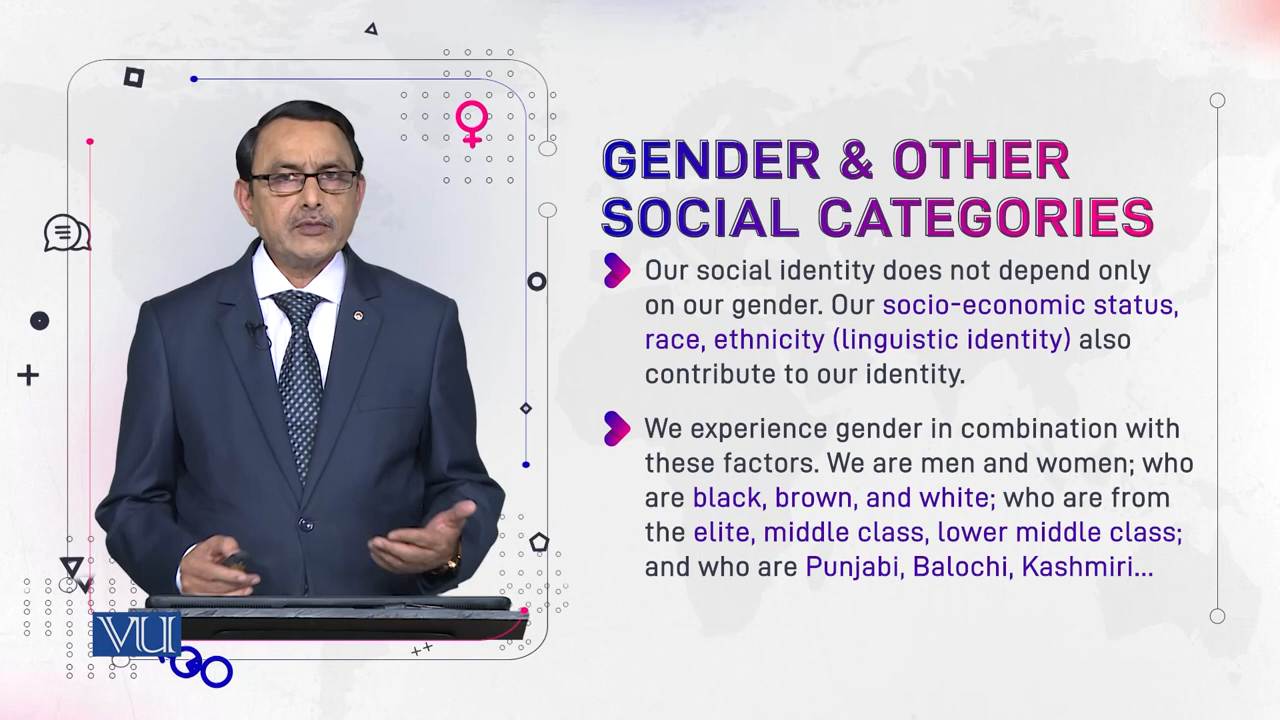 GENDER & OTHER
SOCIAL CATEGORIES
Our social identity does not depend only
on our gender. Our socio-economic status,
race, ethnicity (linguistic identity) also
contribute to our identity.
We experience gender in combination with
these factors. We are men and women; who
are black, brown, and white; who are from
the elite, middle class, lower middle class;
and who are Punjabi, Balochi, Kashmiri...
VU